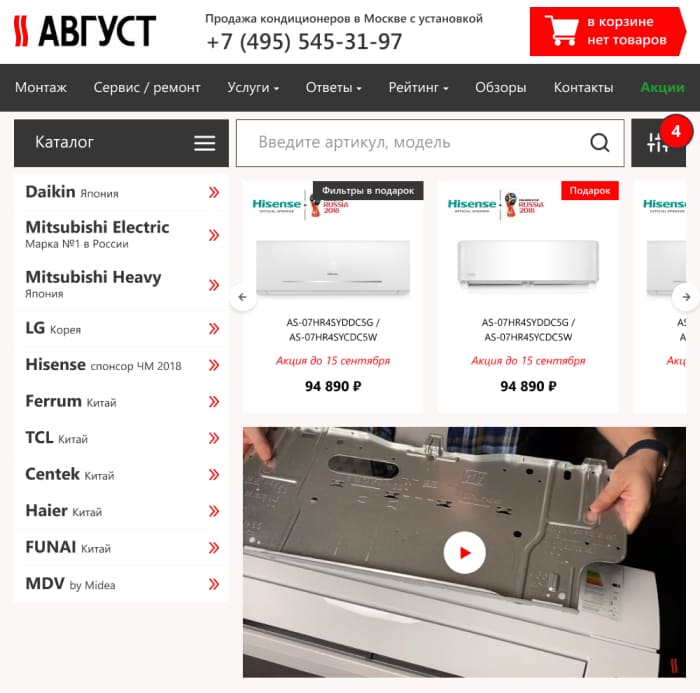 АВГУСТ
Продажа кондиционеров в Москве с установкой
+7 (495) 545-31-97
в корзине
нет товаров
Монтаж Сервис / ремонт Услуги Ответы Рейтинг Обзоры Контакты Акции
Каталог
Введите артикул, модель
4
Daikin Япония
Mitsubishi Electric
Марка №1 в России
Mitsubishi Heavy
Япония
LG Корея
Hisense спонсор ЧМ 2018
Ferrum Китай
TCL Китай
Centek Китай
Haier Китай
FUNAI Китай
MDV by Midea
Фильтры в подарок
Hisense
OFFICIAL SPONSOR
RUSSIA
2018
AS-07HR4SYDDC5G /
AS-07HR4SYCDC5W
Акция до 15 сентября
94 890 ₽
Подарок
Hisense
OFFICIAL SPONSOR
RUSSIA
2018
AS-07HR4SYDDC5G /
AS-07HR4SYCDC5W
Акция до 15 сентября
94 890 ₽
Hisens
OFFICIAL SPONSOR